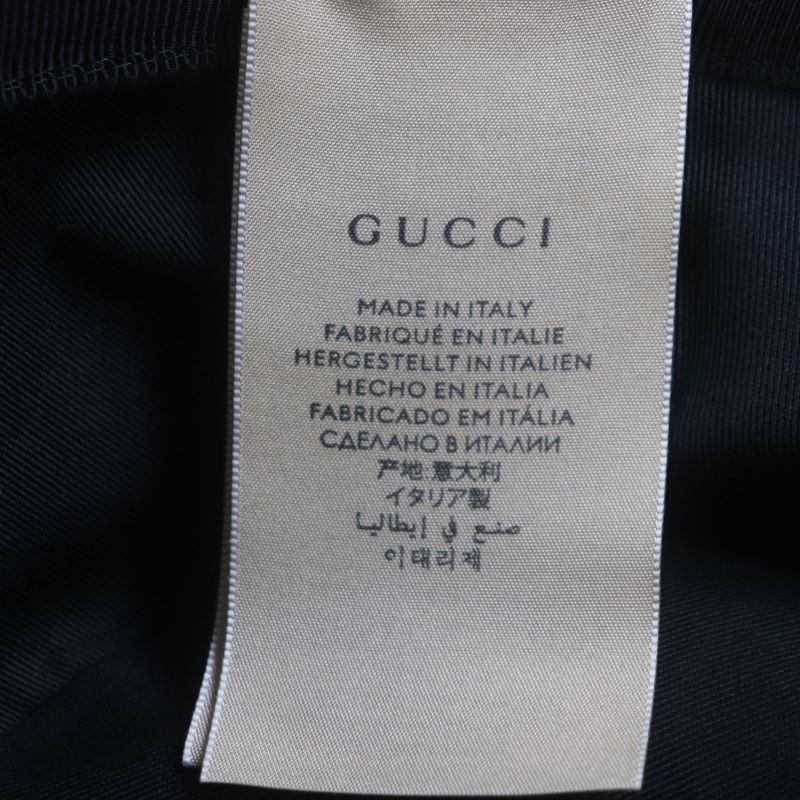 GUCCI
MADE IN ITALY
FABRIQUÉ EN ITALIE
HERGESTELLT IN ITALIEN
HECHO EN ITALIA
FABRICADO EM ITÁLIA
СДЕЛАНО В ИТАЛИИ
产地:意大利
イタリア製
صنع في إيطاليا
이태리제